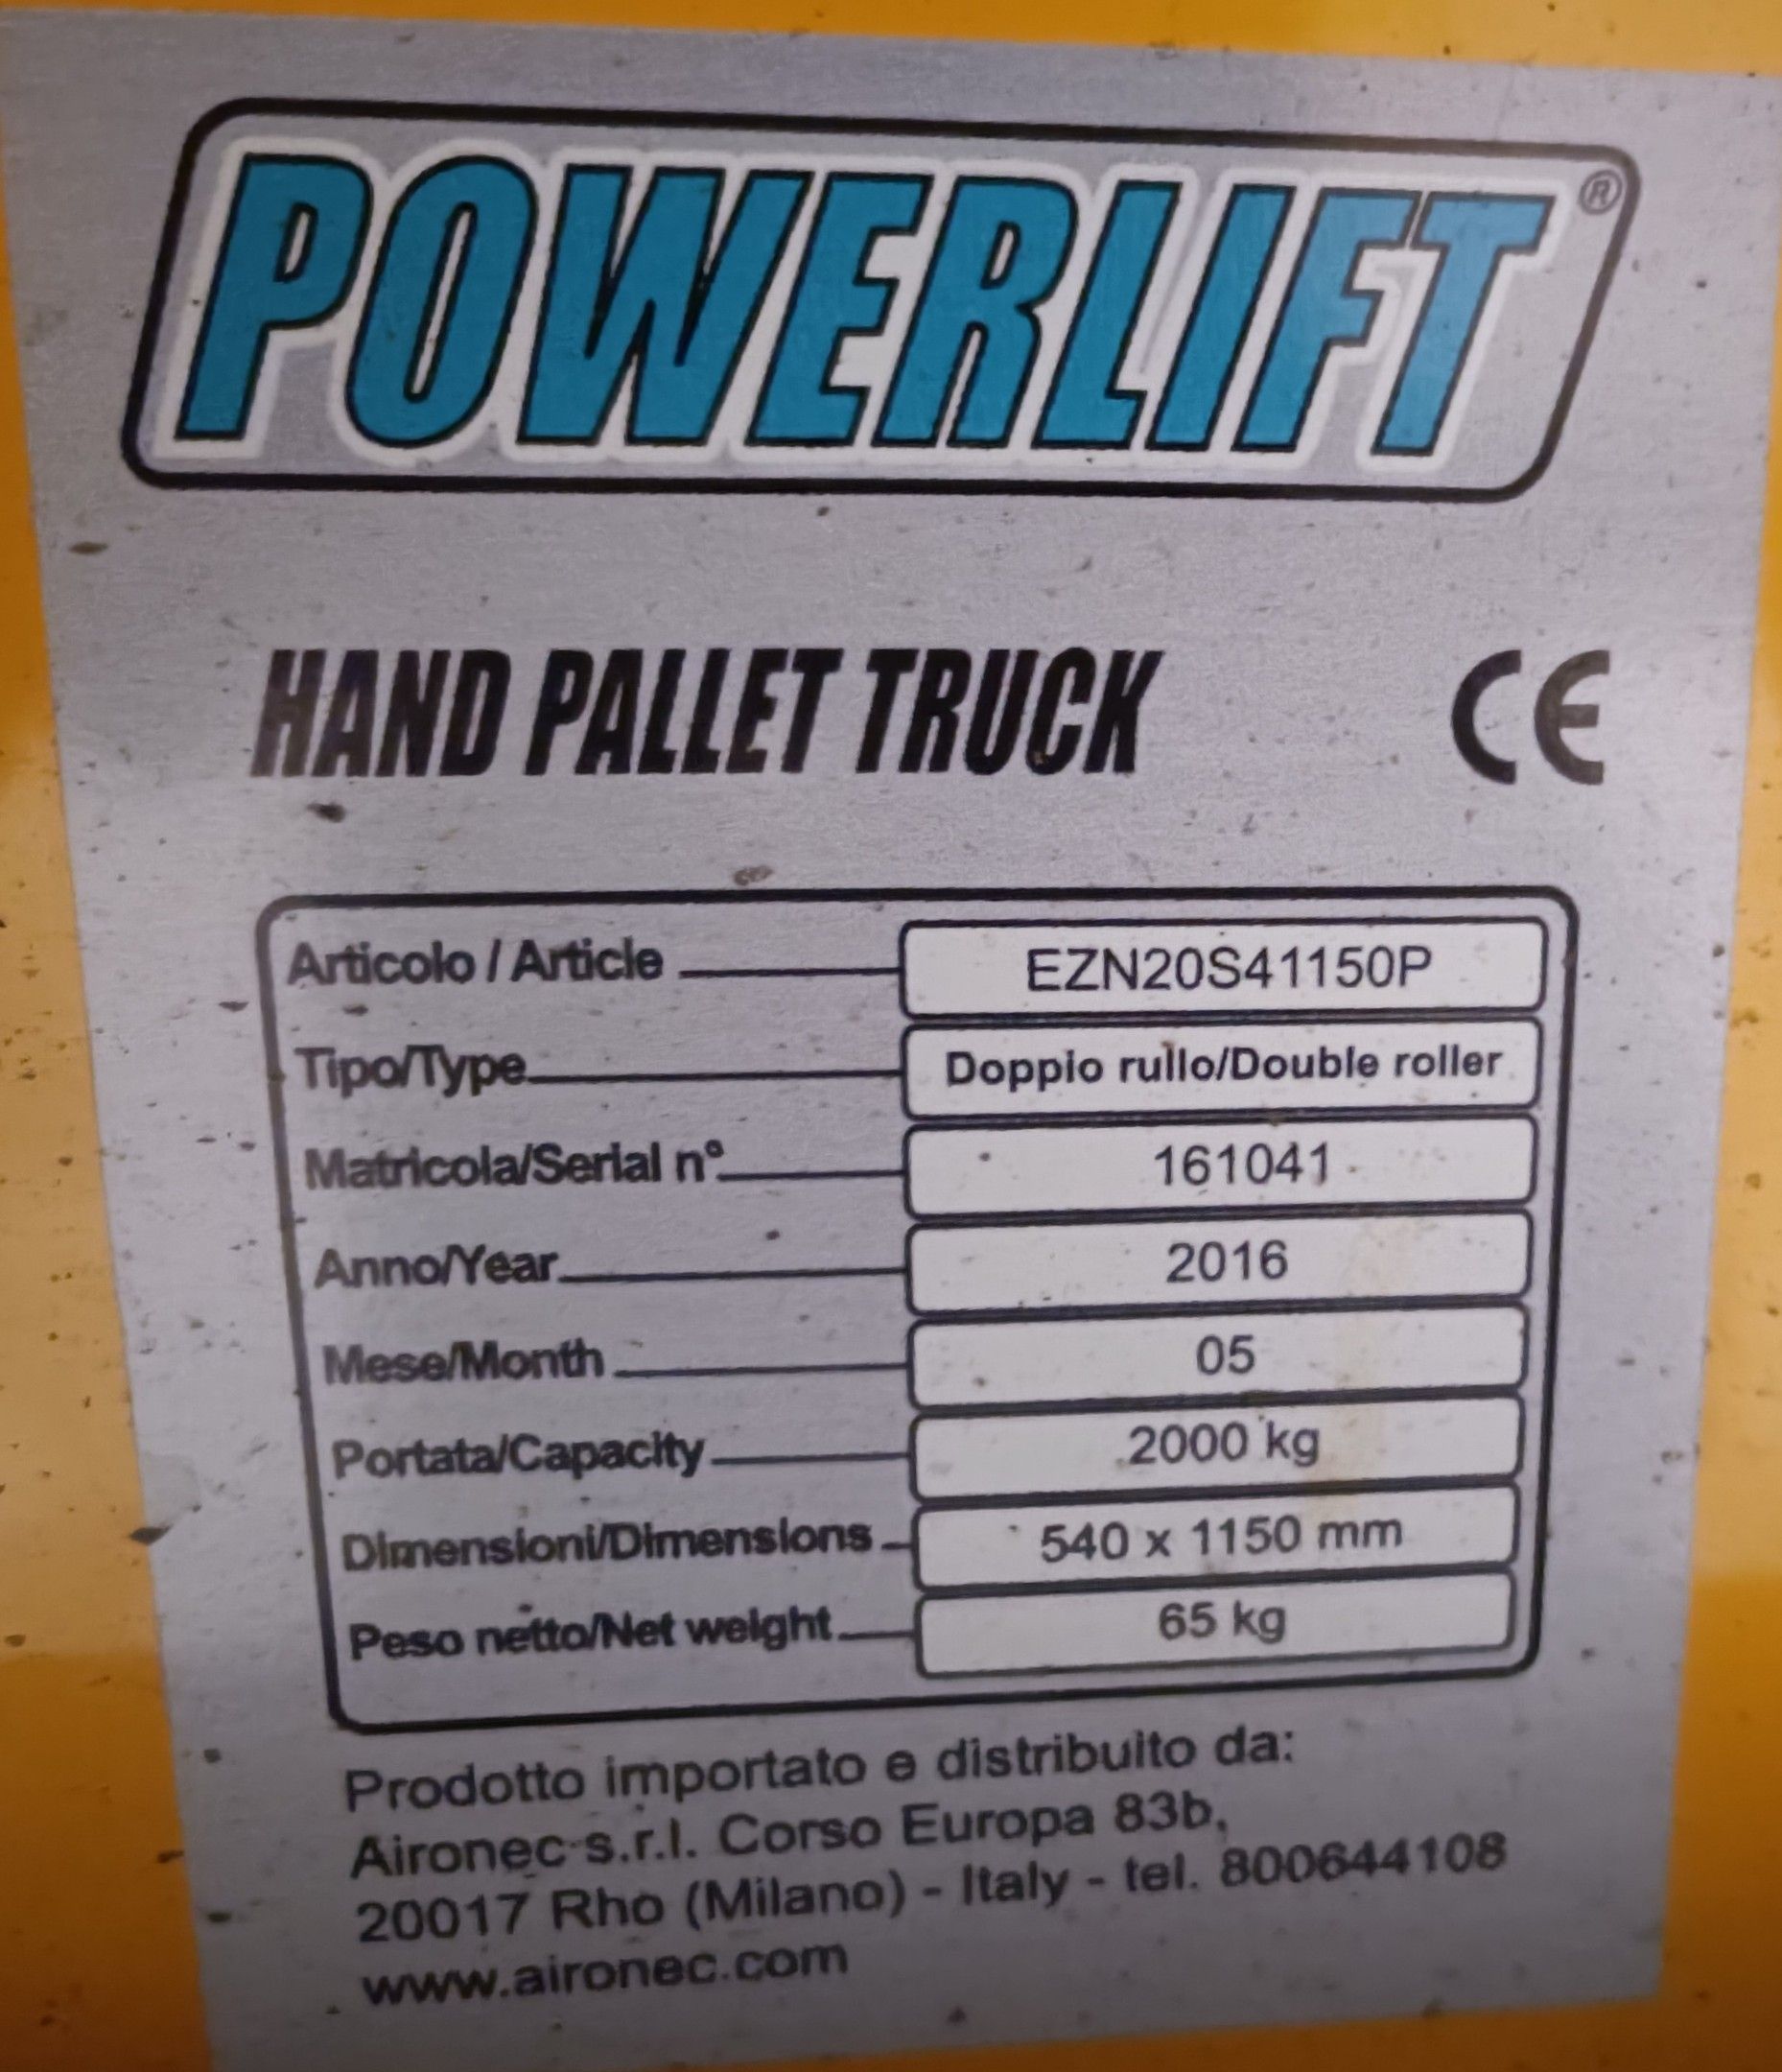 POWERLIFT®
HAND PALLET TRUCK CE
Articolo / Article EZN20S41150P
Tipo/Type Doppio rullo/Double roller
Matricola/Serial nº 161041
Anno/Year 2016
Mese/Month 05
Portata/Capacity 2000 kg
Dimensioni/Dimensions 540 x 1150 mm
Peso netto/Net weight 65 kg
Prodotto importato e distribuito da:
Aironec s.r.l. Corso Europa 83b,
20017 Rho (Milano) - Italy - tel. 800644108
www.aironec.com